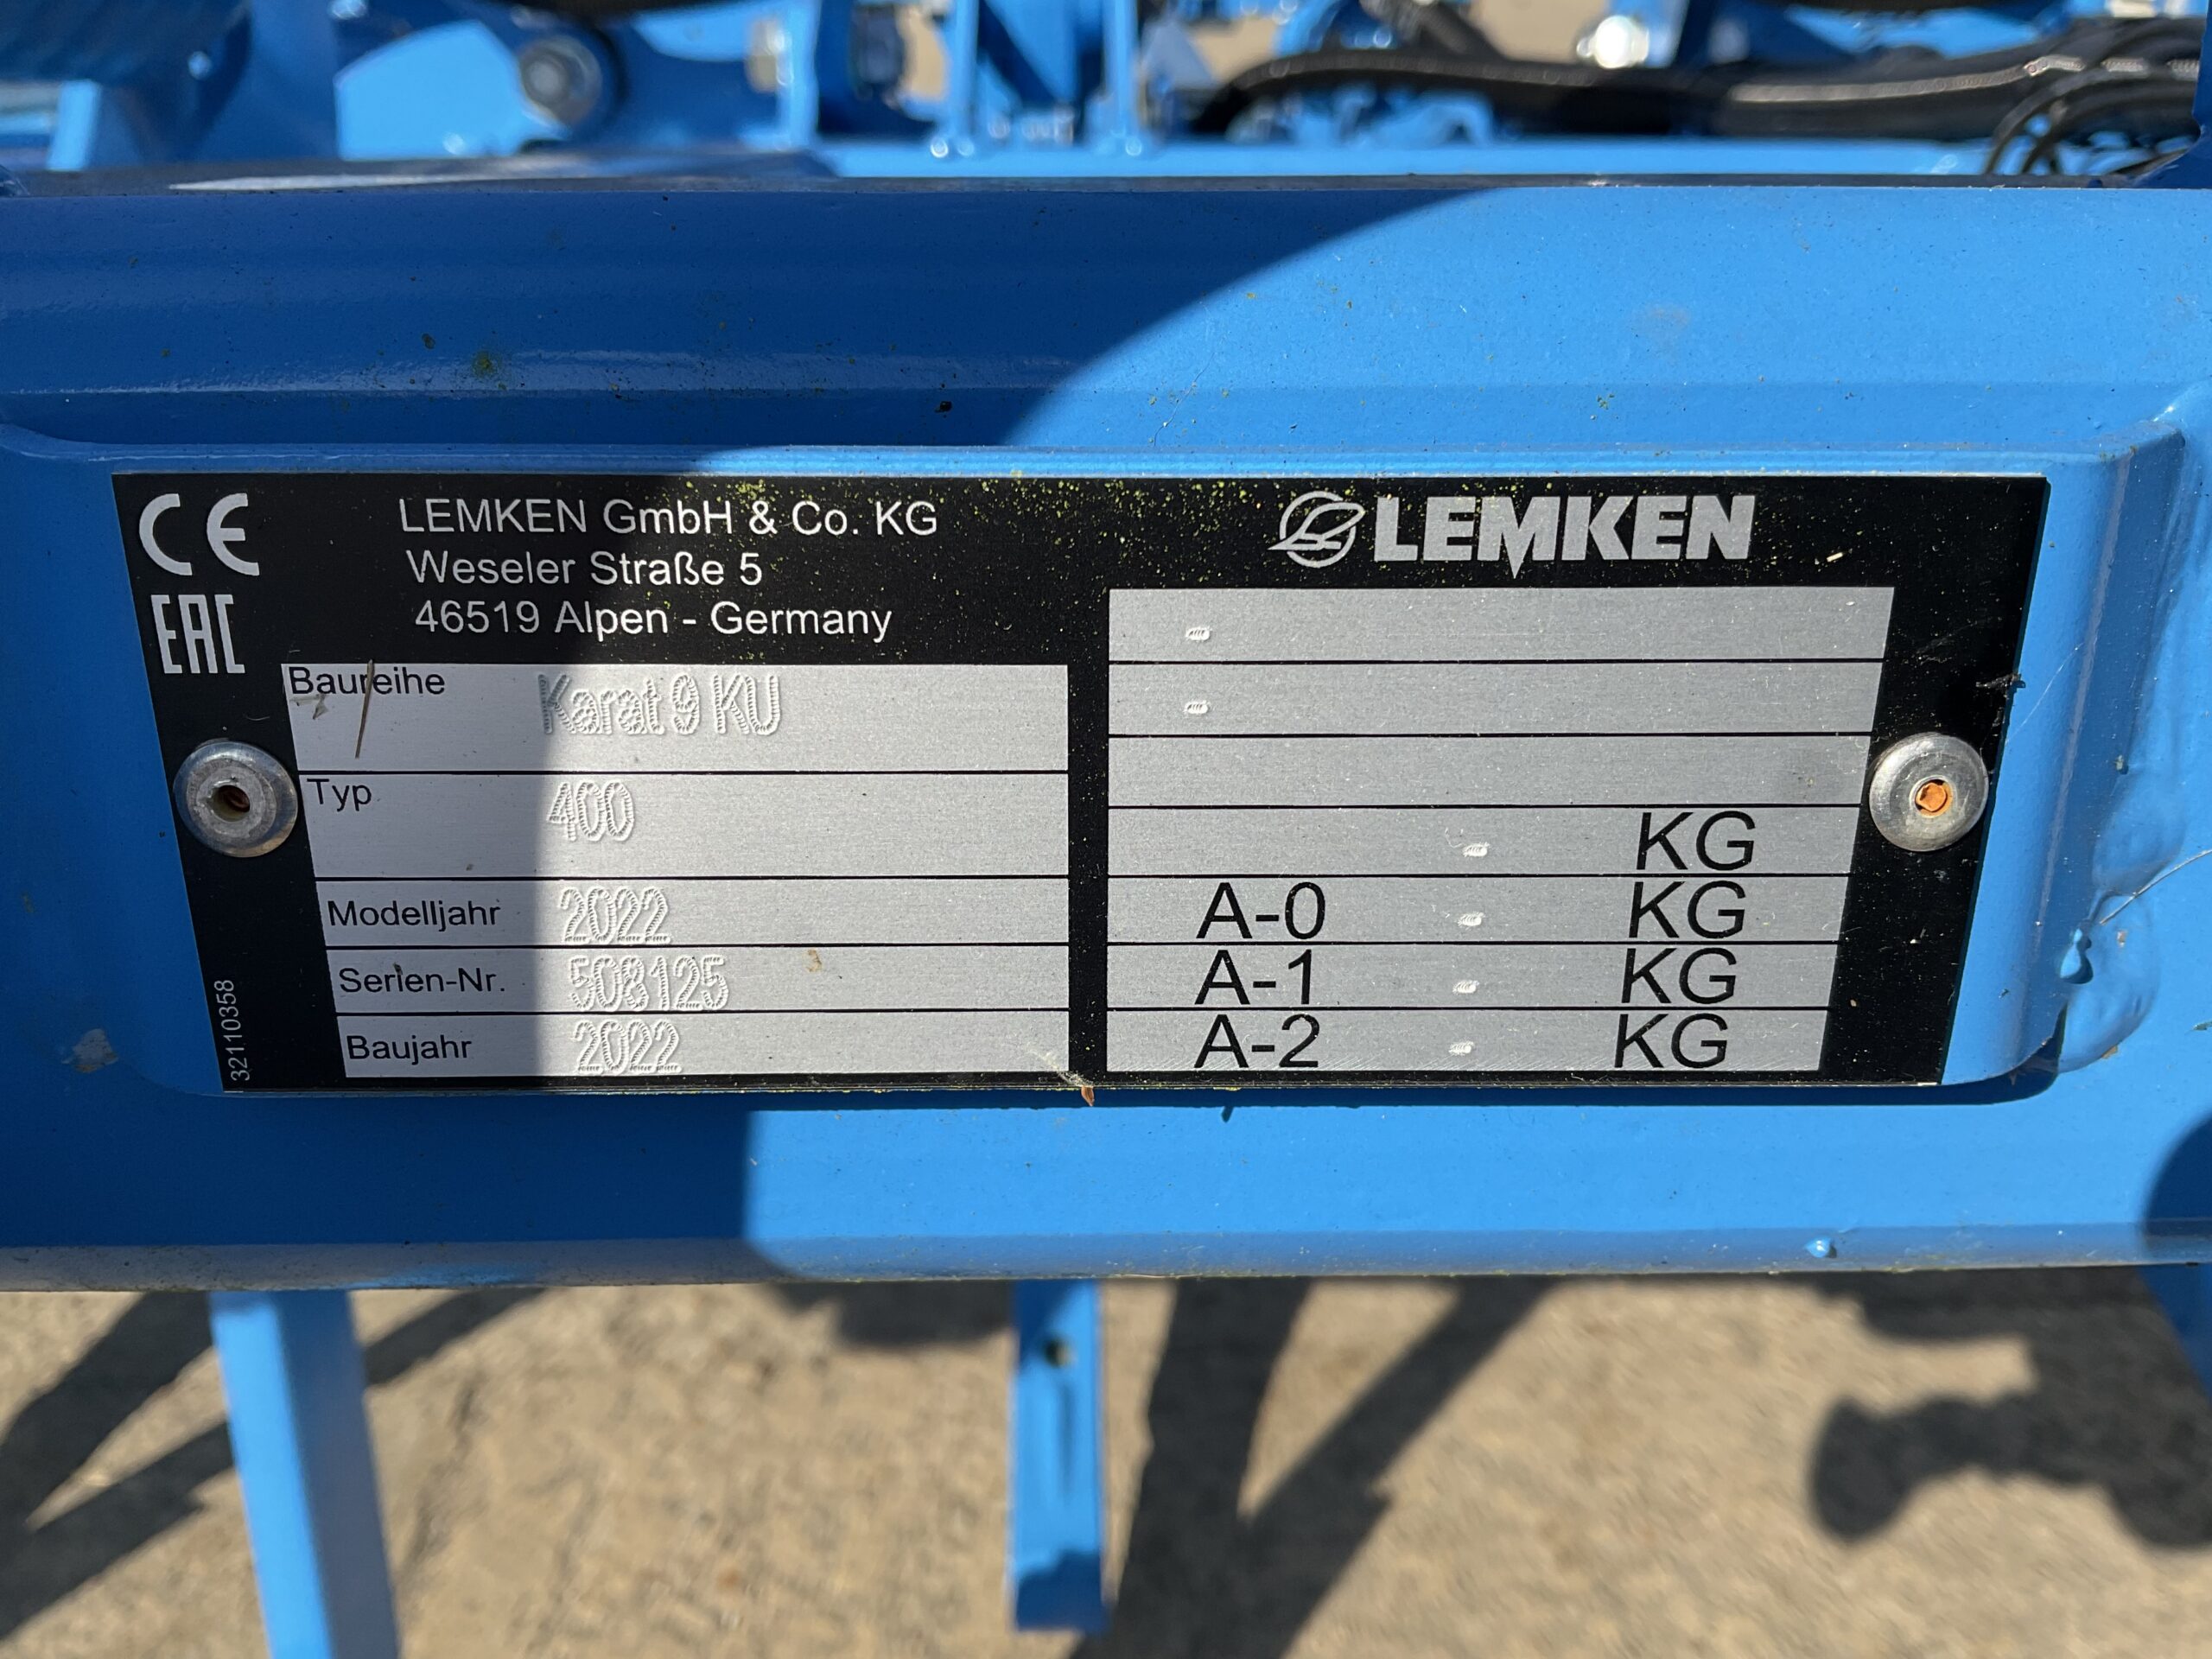 CE
EAC
LEMKEN GmbH & Co. KG
Weseler Straße 5
46519 Alpen - Germany
LEMKEN
Baureihe Karat 9 KU
Typ 400
Modelljahr 2022
Serien-Nr. 508125
Baujahr 2022
32110358
-
-
- KG
A-0 - KG
A-1 - KG
A-2 - KG